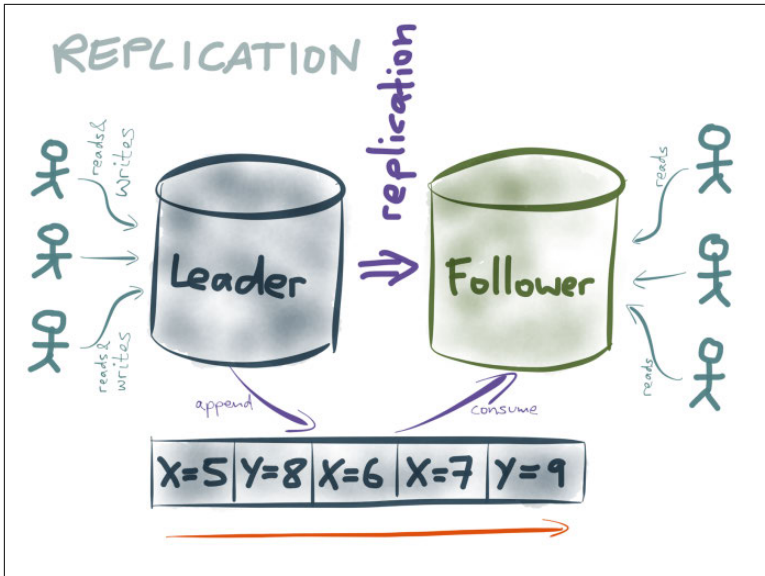 REPLICATION
replication
reads&
writes
reads
Leader
Follower
reads&
writes
reads
append
consume
X=5 Y=8 X=6 X=7 Y=9